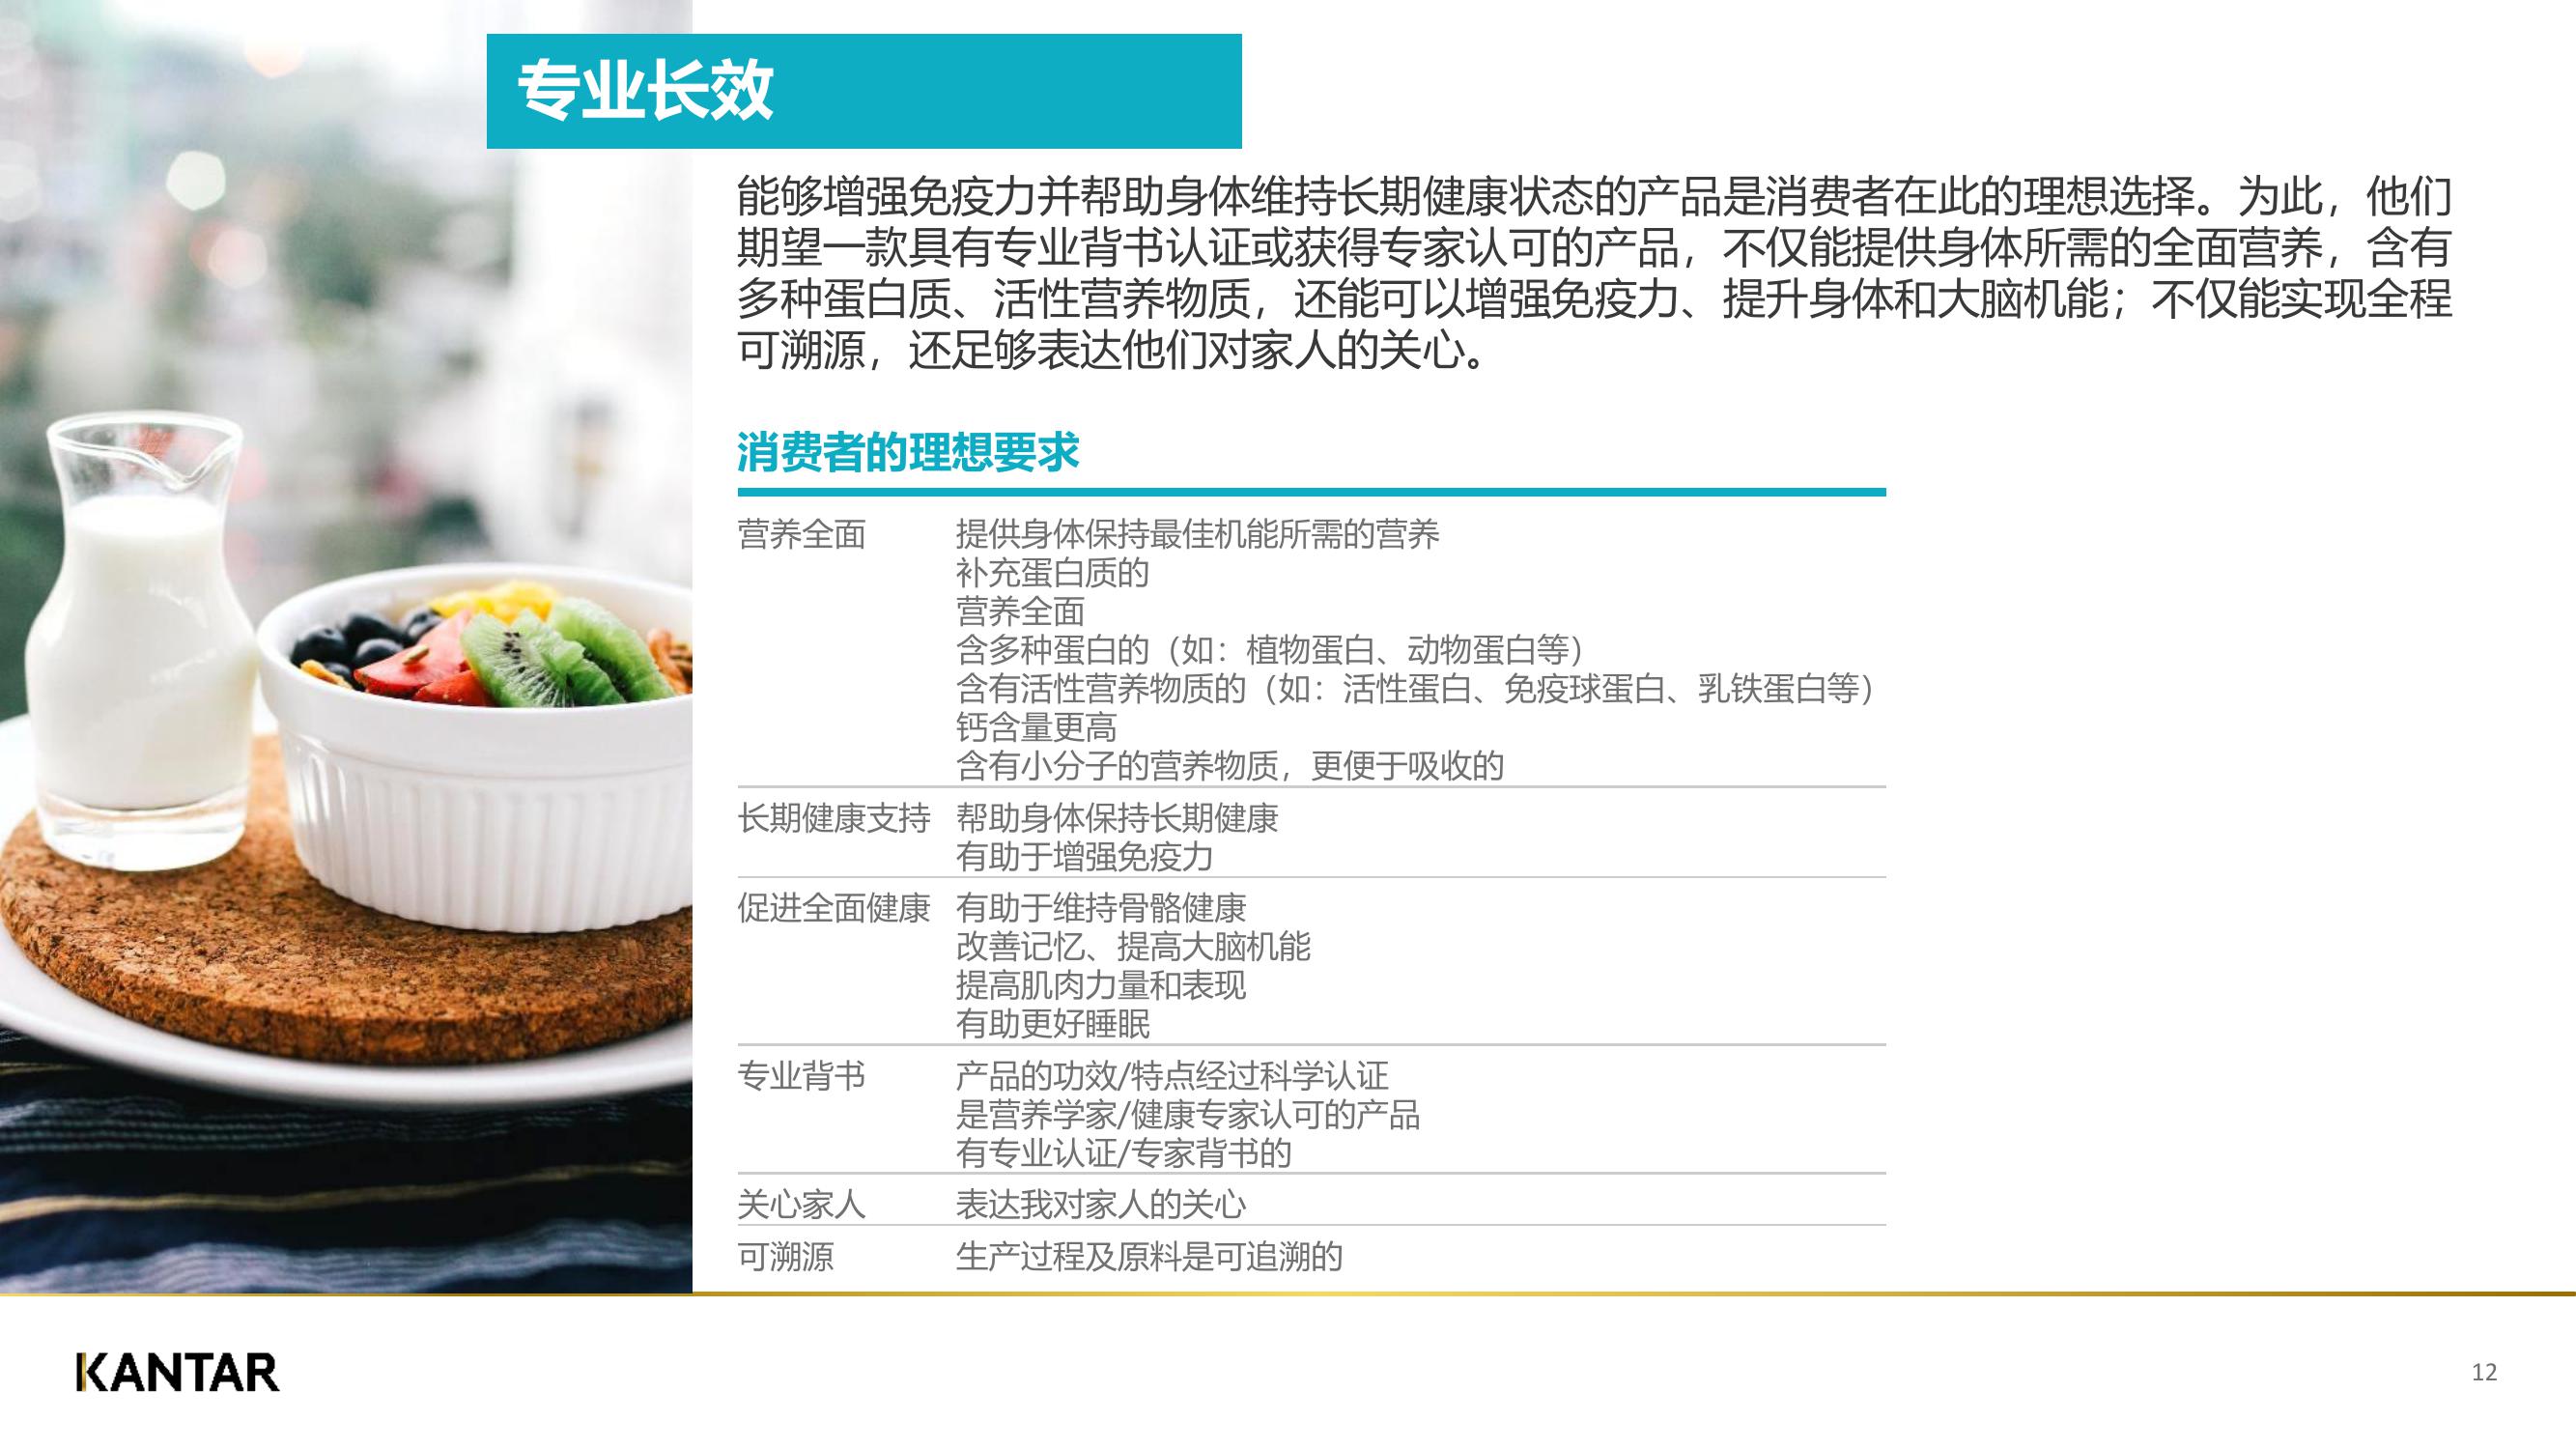 专业长效
能够增强免疫力并帮助身体维持长期健康状态的产品是消费者在此的理想选择。为此，他们
期望一款具有专业背书认证或获得专家认可的产品，不仅能提供身体所需的全面营养，含有
多种蛋白质、活性营养物质，还能可以增强免疫力、提升身体和大脑机能；不仅能实现全程
可溯源，还足够表达他们对家人的关心。
消费者的理想要求
营养全面 提供身体保持最佳机能所需的营养
补充蛋白质的
营养全面
含多种蛋白的（如：植物蛋白、动物蛋白等）
含有活性营养物质的（如：活性蛋白、免疫球蛋白、乳铁蛋白等）
钙含量更高
含有小分子的营养物质，更便于吸收的
长期健康支持 帮助身体保持长期健康
有助于增强免疫力
促进全面健康 有助于维持骨骼健康
改善记忆、提高大脑机能
提高肌肉力量和表现
有助更好睡眠
专业背书 产品的功效/特点经过科学认证
是营养学家/健康专家认可的产品
有专业认证/专家背书的
关心家人 表达我对家人的关心
可溯源 生产过程及原料是可追溯的
KANTAR
12